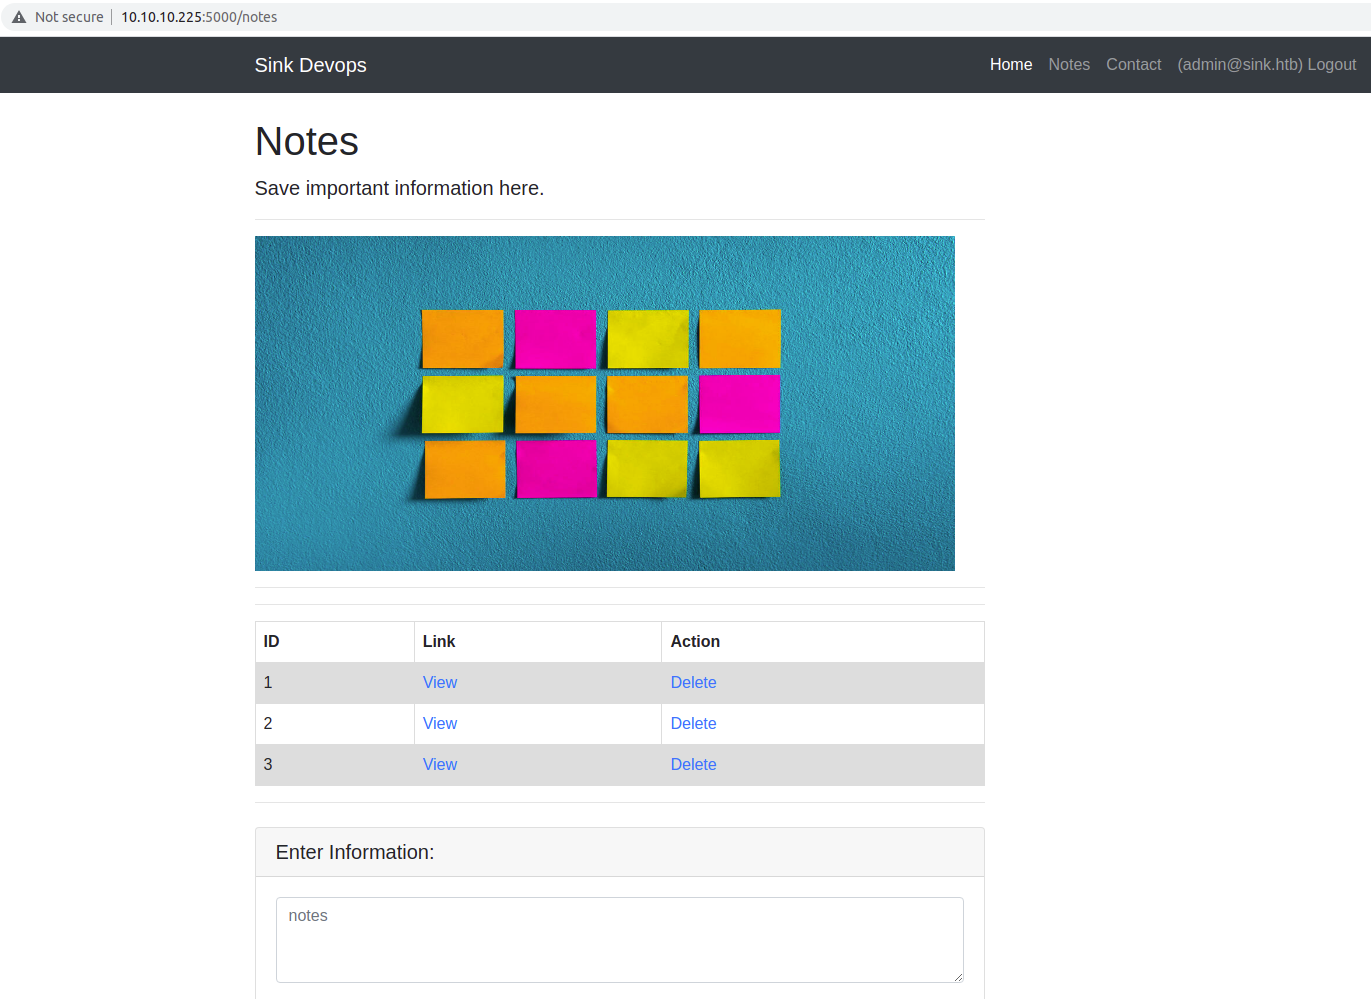 Not secure 10.10.10.225:5000/notes
Sink Devops Home Notes Contact (admin@sink.htb) Logout
Notes
Save important information here.
ID Link Action
1 View Delete
2 View Delete
3 View Delete
Enter Information:
notes